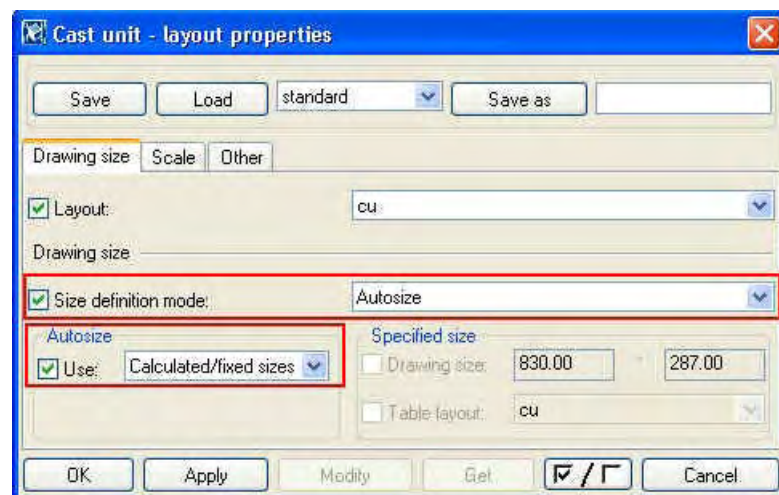 Cast unit - layout properties
Save Load standard Save as
Drawing size Scale Other
Layout: cu
Drawing size
Size definition mode: Autosize
Autosize Specified size
Use: Calculated/fixed sizes Drawing size: 830.00 * 287.00
Table layout: cu
OK Apply Modify Get Cancel